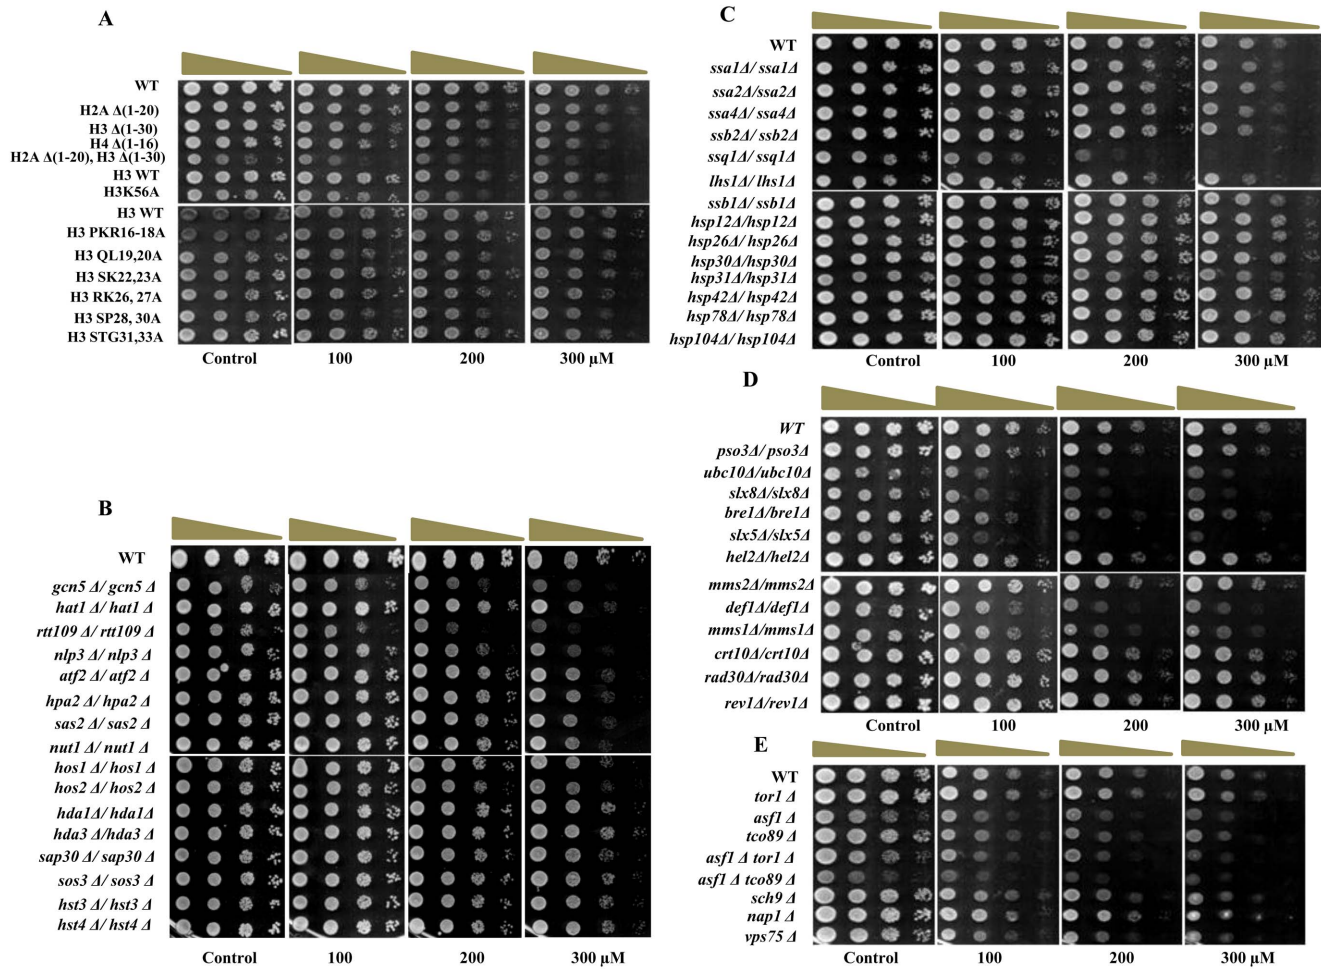 A
WT
H2A Δ(1-20)
H3 Δ(1-30)
H4 Δ(1-16)
H2A Δ(1-20), H3 Δ(1-30)
H3 WT
H3K56A
H3 WT
H3 PKR16-18A
H3 QL19,20A
H3 SK22,23A
H3 RK26, 27A
H3 SP28, 30A
H3 STG31,33A
Control 100 200 300 µM
B
WT
gcn5 Δ/ gcn5 Δ
hat1 Δ/ hat1 Δ
rtt109 Δ/ rtt109 Δ
nlp3 Δ/ nlp3 Δ
atf2 Δ/ atf2 Δ
hpa2 Δ/ hpa2 Δ
sas2 Δ/ sas2 Δ
nut1 Δ/ nut1 Δ
hos1 Δ/ hos1 Δ
hos2 Δ/ hos2 Δ
hda1Δ/ hda1Δ
hda3 Δ/hda3 Δ
sap30 Δ/ sap30 Δ
sos3 Δ/ sos3 Δ
hst3 Δ/ hst3 Δ
hst4 Δ/ hst4 Δ
Control 100 200 300 µM
C
WT
ssa1Δ/ ssa1Δ
ssa2Δ/ssa2Δ
ssa4Δ/ ssa4Δ
ssb2Δ/ ssb2Δ
ssq1Δ/ ssq1Δ
lhs1Δ/ lhs1Δ
ssb1Δ/ ssb1Δ
hsp12Δ/hsp12Δ
hsp26Δ/ hsp26Δ
hsp30Δ/hsp30Δ
hsp31Δ/hsp31Δ
hsp42Δ/ hsp42Δ
hsp78Δ/ hsp78Δ
hsp104Δ/ hsp104Δ
Control 100 200 300 µM
D
WT
pso3Δ/ pso3Δ
ubc10Δ/ubc10Δ
slx8Δ/slx8Δ
bre1Δ/bre1Δ
slx5Δ/slx5Δ
hel2Δ/hel2Δ
mms2Δ/mms2Δ
def1Δ/def1Δ
mms1Δ/mms1Δ
crt10Δ/crt10Δ
rad30Δ/rad30Δ
rev1Δ/rev1Δ
Control 100 200 300 µM
E
WT
tor1 Δ
asf1 Δ
tco89 Δ
asf1 Δ tor1 Δ
asf1 Δ tco89 Δ
sch9 Δ
nap1 Δ
vps75 Δ
Control 100 200 300 µM